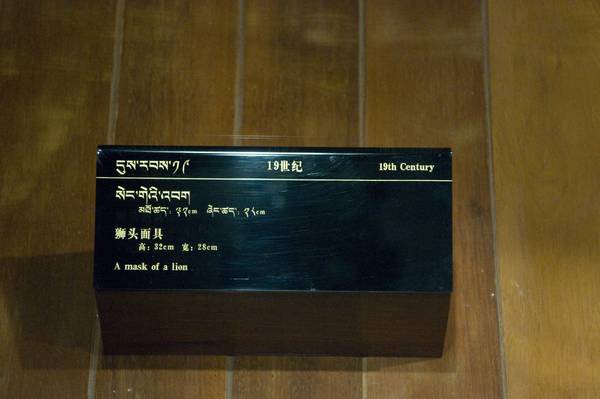 དུས་རབས་༡༩ 19世纪 19th Century
སེང་གེའི་འབག
མཐོ་ཚད་: ༣༢cm ཞེང་ཚད་: ༢༨cm
狮头面具
高: 32cm 宽: 28cm
A mask of a lion